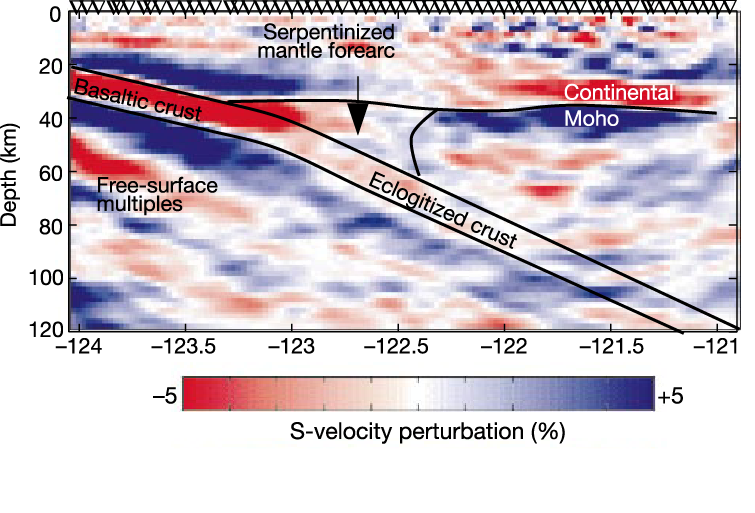 Serpentinized
mantle forearc
Continental
Moho
Basaltic crust
Free-surface
multiples
Eclogitized crust
Depth (km)
0
20
40
60
80
100
120
−124
−123.5
−123
−122.5
−122
−121.5
−121
−5
+5
S-velocity perturbation (%)